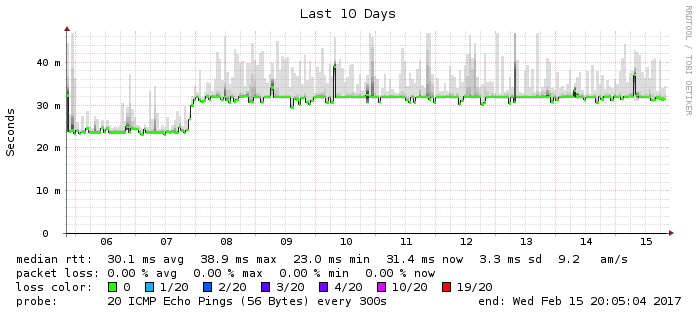 Last 10 Days
RRDTOOL / TOBI OETIKER
Seconds
40 m
30 m
20 m
10 m
0
06 07 08 09 10 11 12 13 14 15
median rtt: 30.1 ms avg 38.9 ms max 23.0 ms min 31.4 ms now 3.3 ms sd 9.2 am/s
packet loss: 0.00 % avg 0.00 % max 0.00 % min 0.00 % now
loss color: 0 1/20 2/20 3/20 4/20 10/20 19/20
probe: 20 ICMP Echo Pings (56 Bytes) every 300s end: Wed Feb 15 20:05:04 2017